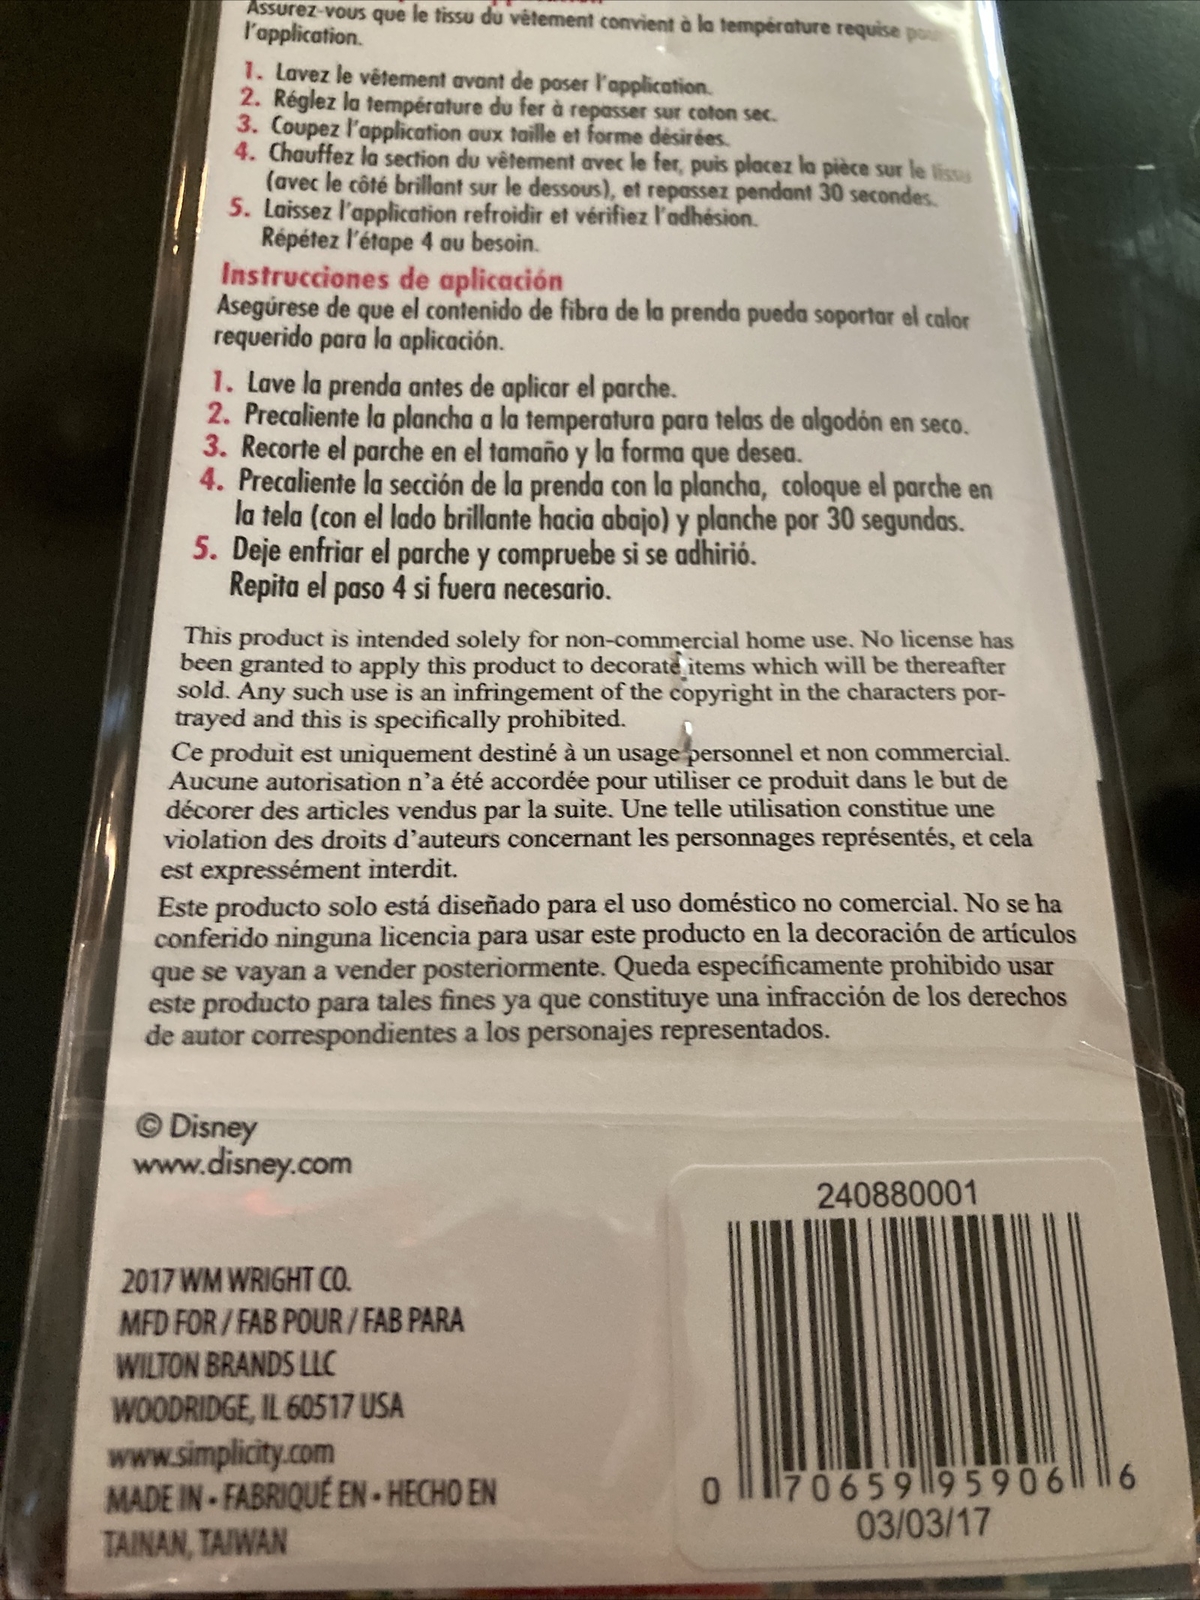 Assurez-vous que le tissu du vêtement convient à la température requise pour
l'application.
1. Lavez le vêtement avant de poser l'application.
2. Réglez la température du fer à repasser sur coton sec.
3. Coupez l'application aux taille et forme désirées.
4. Chauffez la section du vêtement avec le fer, puis placez la pièce sur le tissu
(avec le côté brillant sur le dessous), et repassez pendant 30 secondes.
5. Laissez l'application refroidir et vérifiez l'adhésion.
Répétez l'étape 4 au besoin.
Instrucciones de aplicación
Asegúrese de que el contenido de fibra de la prenda pueda soportar el calor
requerido para la aplicación.
1. Lave la prenda antes de aplicar el parche.
2. Precaliente la plancha a la temperatura para telas de algodón en seco.
3. Recorte el parche en el tamaño y la forma que desea.
4. Precaliente la sección de la prenda con la plancha, coloque el parche en
la tela (con el lado brillante hacia abajo) y planche por 30 segundas.
5. Deje enfriar el parche y compruebe si se adhirió.
Repita el paso 4 si fuera necesario.
This product is intended solely for non-commercial home use. No license has
been granted to apply this product to decorate items which will be thereafter
sold. Any such use is an infringement of the copyright in the characters por-
trayed and this is specifically prohibited.
Ce produit est uniquement destiné à un usage personnel et non commercial.
Aucune autorisation n'a été accordée pour utiliser ce produit dans le but de
décorer des articles vendus par la suite. Une telle utilisation constitue une
violation des droits d'auteurs concernant les personnages représentés, et cela
est expressément interdit.
Este producto solo está diseñado para el uso doméstico no comercial. No se ha
conferido ninguna licencia para usar este producto en la decoración de artículos
que se vayan a vender posteriormente. Queda específicamente prohibido usar
este producto para tales fines ya que constituye una infracción de los derechos
de autor correspondientes a los personajes representados.
© Disney
www.disney.com
2017 WM WRIGHT CO.
MFD FOR / FAB POUR / FAB PARA
WILTON BRANDS LLC
WOODRIDGE, IL 60517 USA
www.simplicity.com
MADE IN • FABRIQUÉ EN • HECHO EN
TAINAN, TAIWAN
240880001
0 70659 95906 6
03/03/17